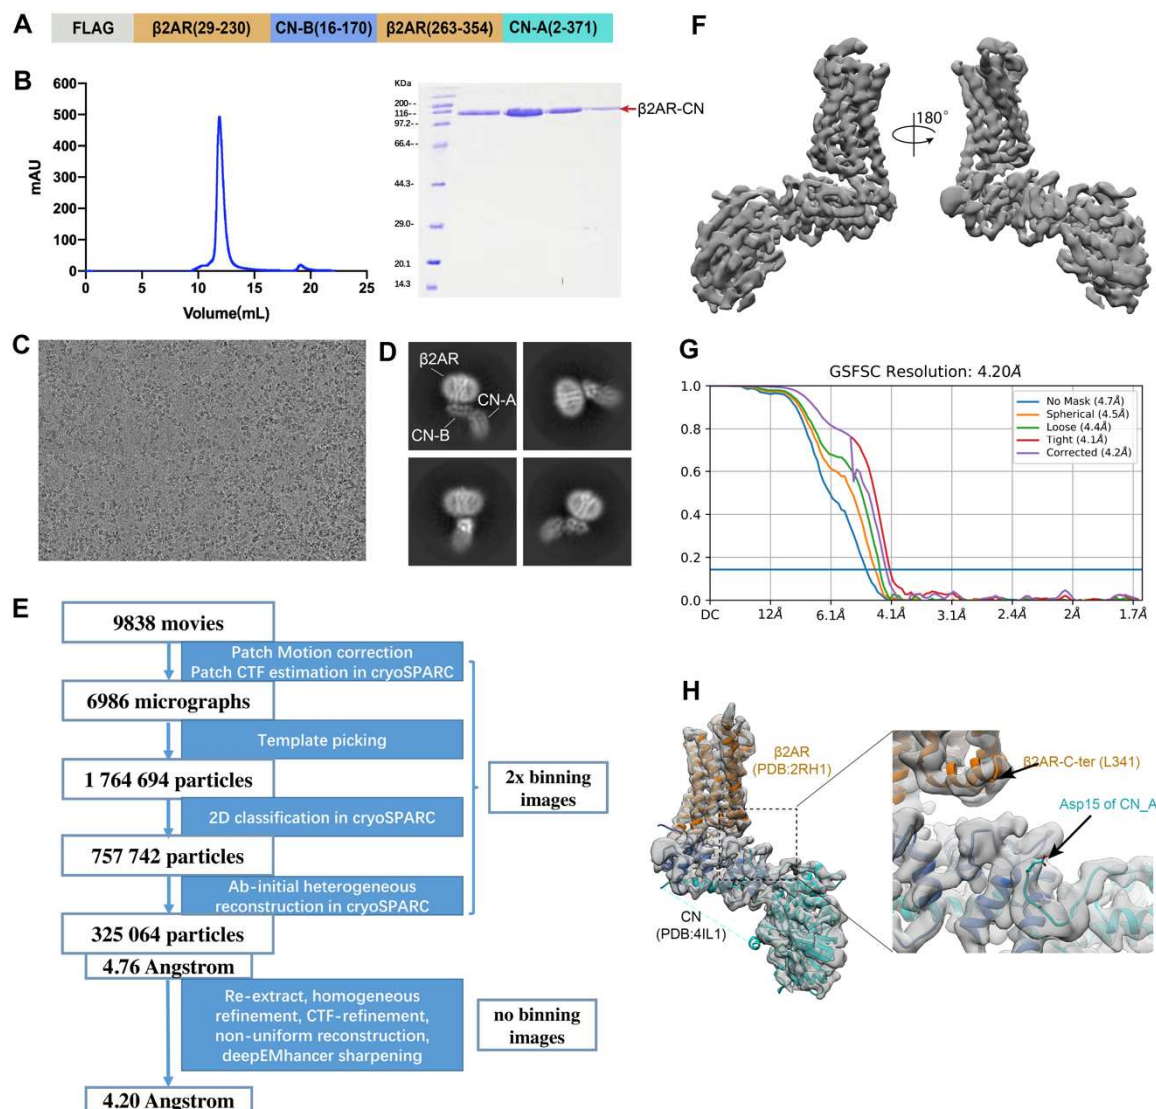 A
FLAG β2AR(29-230) CN-B(16-170) β2AR(263-354) CN-A(2-371)
B
600
500
400
300
200
100
0
mAU
0 5 10 15 20 25
Volume(mL)
KDa
200--
116--
97.2-
66.4--
44.3-
29.0-
20.1
14.3
β2AR-CN
C
D
β2AR
CN-A
CN-B
E
9838 movies
Patch Motion correction
Patch CTF estimation in cryoSPARC
6986 micrographs
Template picking
1 764 694 particles
2D classification in cryoSPARC
757 742 particles
Ab-initial heterogeneous
reconstruction in cryoSPARC
325 064 particles
4.76 Angstrom
Re-extract, homogeneous
refinement, CTF-refinement,
non-uniform reconstruction,
deepEMhancer sharpening
4.20 Angstrom
2x binning
images
no binning
images
F
180°
G
GSFSC Resolution: 4.20Å
1.0
0.8
0.6
0.4
0.2
0.0
No Mask (4.7Å)
Spherical (4.5Å)
Loose (4.4Å)
Tight (4.1Å)
Corrected (4.2Å)
DC 12Å 6.1Å 4.1Å 3.1Å 2.4Å 2Å 1.7Å
H
β2AR
(PDB:2RH1)
CN
(PDB:4IL1)
β2AR-C-ter (L341)
Asp15 of CN_A